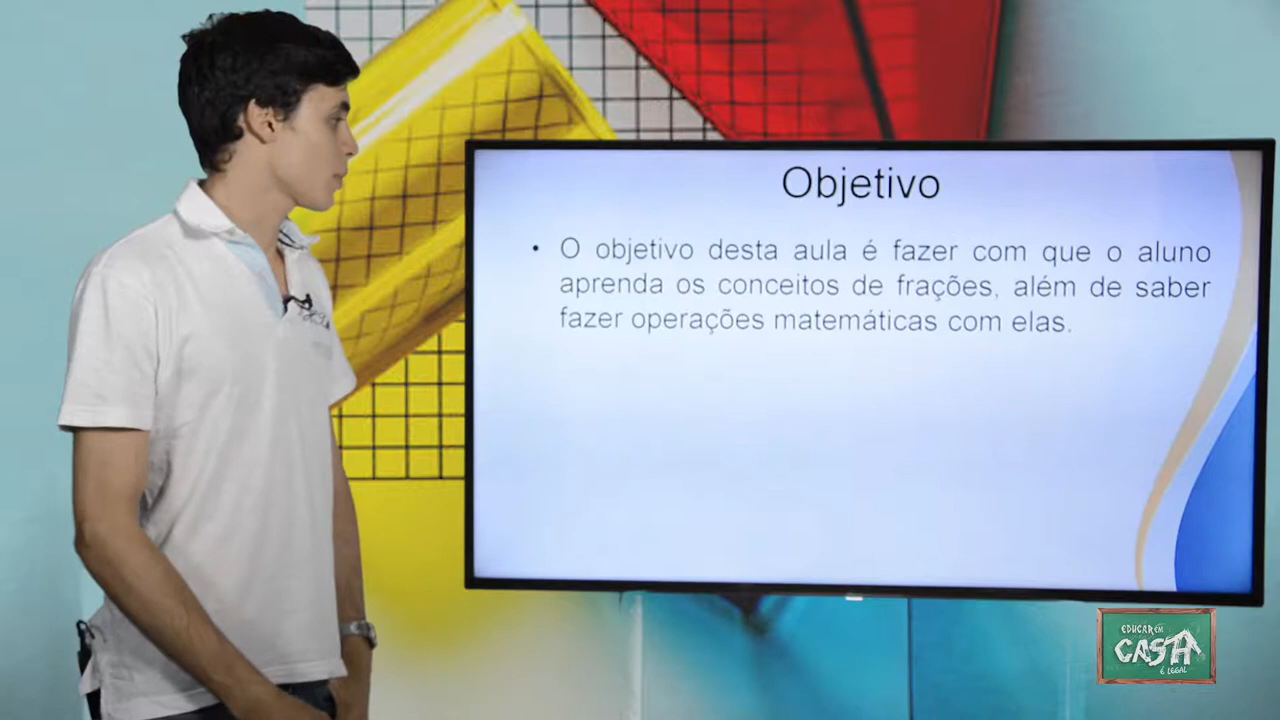 Objetivo
• O objetivo desta aula é fazer com que o aluno
aprenda os conceitos de frações, além de saber
fazer operações matemáticas com elas.
EDUCAR EM
CASA
É LEGAL